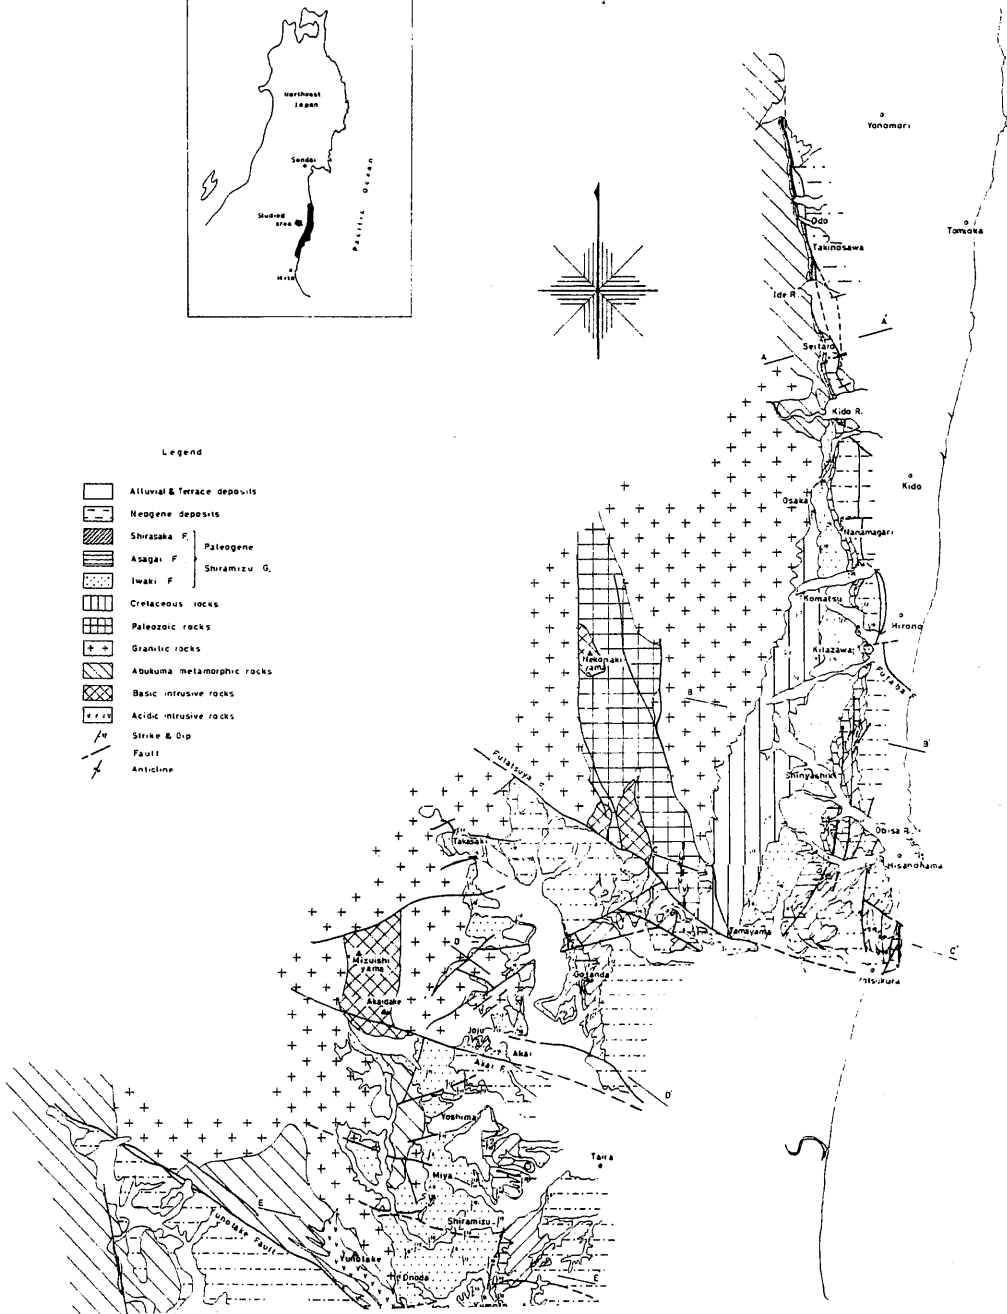 Northeast
Japan
Sendai
Studied
area
Pacific Ocean
Mito
Legend
Alluvial & Terrace deposits
Neogene deposits
Shirasaka F.
Asagai F
Iwaki F
Paleogene
Shiramizu G.
Cretaceous rocks
Paleozoic rocks
Granitic rocks
Abukuma metamorphic rocks
Basic intrusive rocks
Acidic intrusive rocks
Strike & Dip
Fault
Anticline
Yonomori
Odo
Takinosawa
Tomioka
Ide R.
A'
Seitaro
A
Kido R.
Kido
Osaka
Nanamagari
Komatsu
Hirono
Kitazawa
Futaba F.
Nekonaki
yama
B
B'
Futatsuya F.
Shinyashiki
Obisa R.
Hisanohama
Takasaki
Tamayama
C'
D
Mizuishi
yama
Akaidake
Gotanda
Joju
Akai
Akai F.
D'
Yoshima
Taira
Miya
E
Shiramizu
Yunotake Fault
Yunotake
Onoda
E'
Yumoto